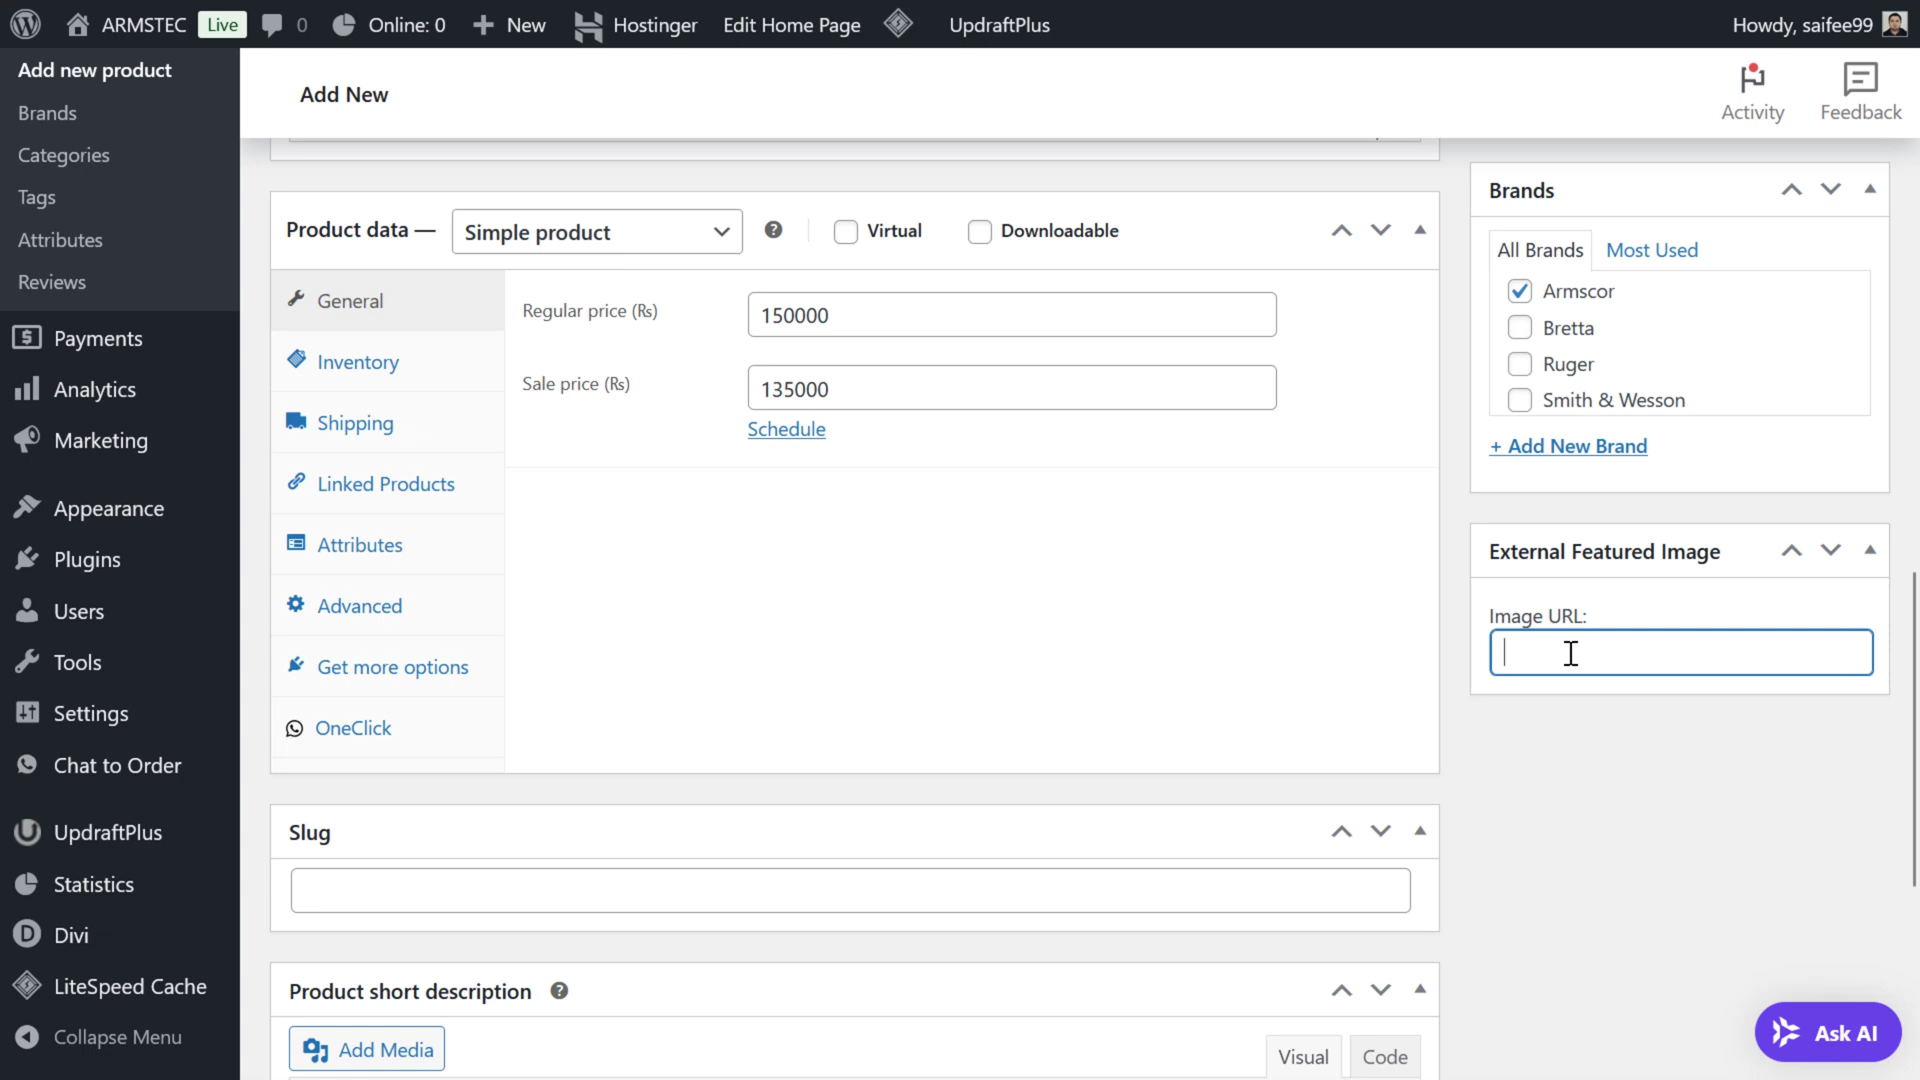 ARMSTEC Live 0 Online: 0 New Hostinger Edit Home Page UpdraftPlus Howdy, saifee99
Add new product
Brands
Categories
Tags
Attributes
Reviews
Payments
Analytics
Marketing
Appearance
Plugins
Users
Tools
Settings
Chat to Order
UpdraftPlus
Statistics
Divi
LiteSpeed Cache
Collapse Menu
Add New
Activity
Feedback
Product data — Simple product Virtual Downloadable
General
Inventory
Shipping
Linked Products
Attributes
Advanced
Get more options
OneClick
Regular price (₨) 150000
Sale price (₨) 135000
Schedule
Slug
Product short description
Add Media
Visual Code
Brands
All Brands Most Used
Armscor
Bretta
Ruger
Smith & Wesson
+ Add New Brand
External Featured Image
Image URL:
Ask AI